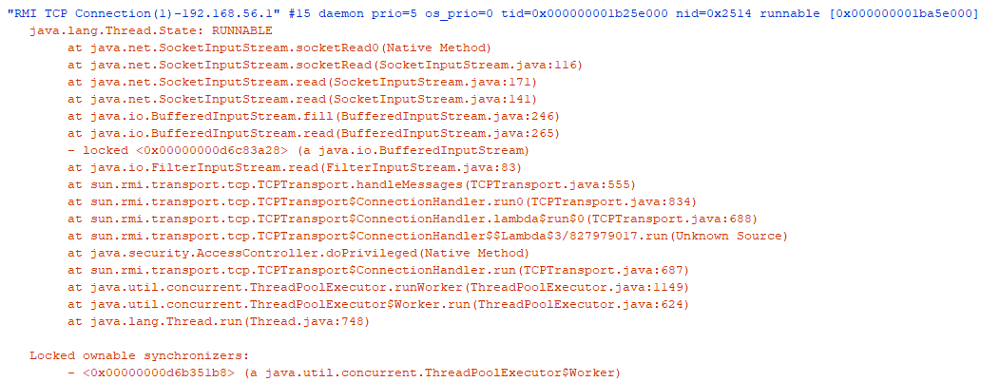 "RMI TCP Connection(1)-192.168.56.1" #15 daemon prio=5 os_prio=0 tid=0x000000001b25e000 nid=0x2514 runnable [0x000000001ba5e000]
java.lang.Thread.State: RUNNABLE
at java.net.SocketInputStream.socketRead0(Native Method)
at java.net.SocketInputStream.socketRead(SocketInputStream.java:116)
at java.net.SocketInputStream.read(SocketInputStream.java:171)
at java.net.SocketInputStream.read(SocketInputStream.java:141)
at java.io.BufferedInputStream.fill(BufferedInputStream.java:246)
at java.io.BufferedInputStream.read(BufferedInputStream.java:265)
- locked <0x00000000d6c83a28> (a java.io.BufferedInputStream)
at java.io.FilterInputStream.read(FilterInputStream.java:83)
at sun.rmi.transport.tcp.TCPTransport.handleMessages(TCPTransport.java:555)
at sun.rmi.transport.tcp.TCPTransport$ConnectionHandler.run0(TCPTransport.java:834)
at sun.rmi.transport.tcp.TCPTransport$ConnectionHandler.lambda$run$0(TCPTransport.java:688)
at sun.rmi.transport.tcp.TCPTransport$ConnectionHandler$$Lambda$3/827979017.run(Unknown Source)
at java.security.AccessController.doPrivileged(Native Method)
at sun.rmi.transport.tcp.TCPTransport$ConnectionHandler.run(TCPTransport.java:687)
at java.util.concurrent.ThreadPoolExecutor.runWorker(ThreadPoolExecutor.java:1149)
at java.util.concurrent.ThreadPoolExecutor$Worker.run(ThreadPoolExecutor.java:624)
at java.lang.Thread.run(Thread.java:748)
Locked ownable synchronizers:
- <0x00000000d6b351b8> (a java.util.concurrent.ThreadPoolExecutor$Worker)